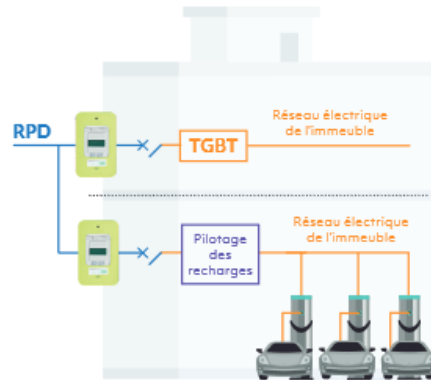 Réseau électrique
de l'immeuble
RPD
TGBT
Réseau électrique
de l'immeuble
Pilotage
des
recharges